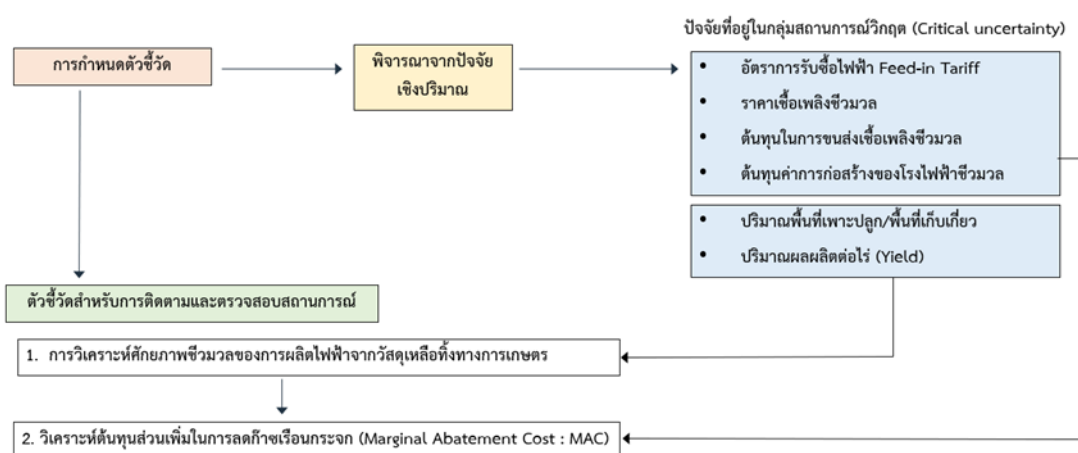 ปัจจัยที่อยู่ในกลุ่มสถานการณ์วิกฤต (Critical uncertainty)
การกำหนดตัวชี้วัด
พิจารณาจากปัจจัย
เชิงปริมาณ
• อัตราการรับซื้อไฟฟ้า Feed-in Tariff
• ราคาเชื้อเพลิงชีวมวล
• ต้นทุนในการขนส่งเชื้อเพลิงชีวมวล
• ต้นทุนค่าการก่อสร้างของโรงไฟฟ้าชีวมวล
• ปริมาณพื้นที่เพาะปลูก/พื้นที่เก็บเกี่ยว
• ปริมาณผลผลิตต่อไร่ (Yield)
ตัวชี้วัดสำหรับการติดตามและตรวจสอบสถานการณ์
1. การวิเคราะห์ศักยภาพชีวมวลของการผลิตไฟฟ้าจากวัสดุเหลือทิ้งทางการเกษตร
2. วิเคราะห์ต้นทุนส่วนเพิ่มในการลดก๊าซเรือนกระจก (Marginal Abatement Cost : MAC)